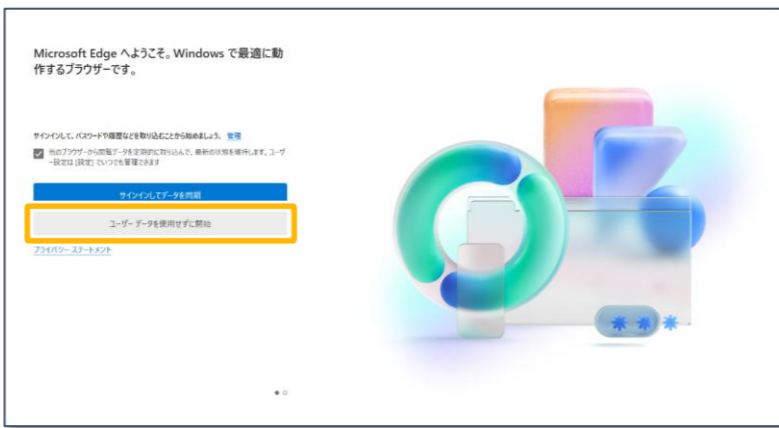 Microsoft Edge へようこそ。Windows で最適に動
作するブラウザーです。
サインインして、パスワードや履歴などを取り込むことから始めましょう。 管理
他のブラウザーから閲覧データを定期的に取り込んで、最新の状態を維持します。ユーザ
ー設定は [設定] でいつでも管理できます
サインインしてデータを同期
ユーザー データを使用せずに開始
プライバシー ステートメント